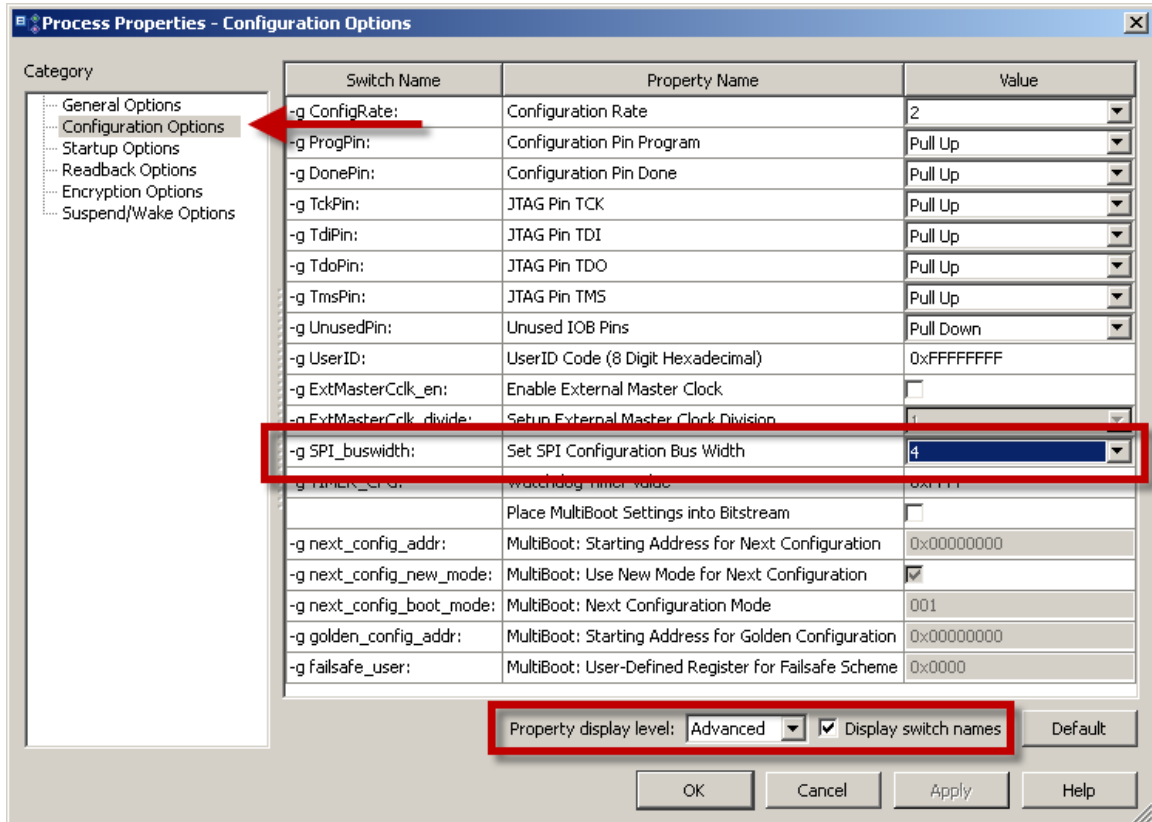 Process Properties - Configuration Options
Category
General Options
Configuration Options
Startup Options
Readback Options
Encryption Options
Suspend/Wake Options
Switch Name Property Name Value
-g ConfigRate: Configuration Rate 2
-g ProgPin: Configuration Pin Program Pull Up
-g DonePin: Configuration Pin Done Pull Up
-g TckPin: JTAG Pin TCK Pull Up
-g TdiPin: JTAG Pin TDI Pull Up
-g TdoPin: JTAG Pin TDO Pull Up
-g TmsPin: JTAG Pin TMS Pull Up
-g UnusedPin: Unused IOB Pins Pull Down
-g UserID: UserID Code (8 Digit Hexadecimal) 0xFFFFFFFF
-g ExtMasterCclk_en: Enable External Master Clock
-g ExtMasterCclk_divide: Setup External Master Clock Division 1
-g SPI_buswidth: Set SPI Configuration Bus Width 4
-g TIMER_CFG: Watchdog Timer Value 0xFFFF
Place MultiBoot Settings into Bitstream
-g next_config_addr: MultiBoot: Starting Address for Next Configuration 0x00000000
-g next_config_new_mode: MultiBoot: Use New Mode for Next Configuration
-g next_config_boot_mode: MultiBoot: Next Configuration Mode 001
-g golden_config_addr: MultiBoot: Starting Address for Golden Configuration 0x00000000
-g failsafe_user: MultiBoot: User-Defined Register for Failsafe Scheme 0x0000
Property display level: Advanced Display switch names Default
OK Cancel Apply Help